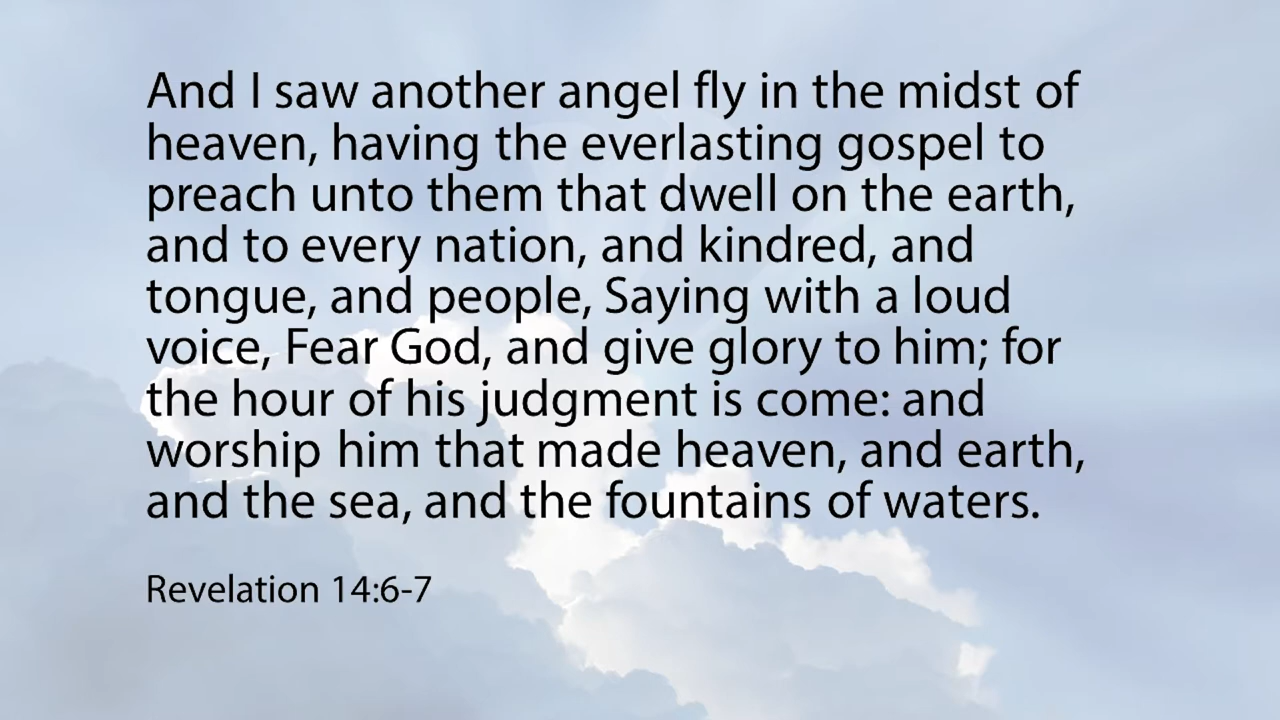 And I saw another angel fly in the midst of
heaven, having the everlasting gospel to
preach unto them that dwell on the earth,
and to every nation, and kindred, and
tongue, and people, Saying with a loud
voice, Fear God, and give glory to him; for
the hour of his judgment is come: and
worship him that made heaven, and earth,
and the sea, and the fountains of waters.
Revelation 14:6-7